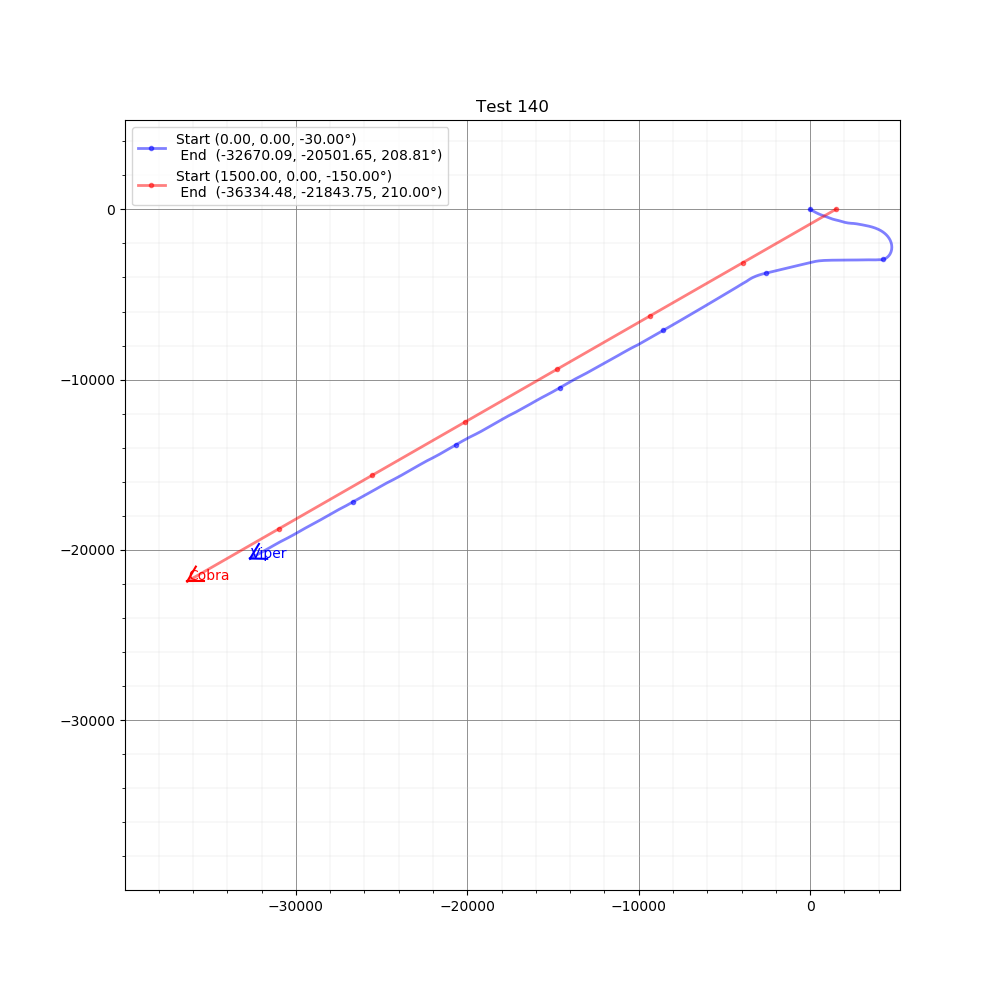 Test 140
Start (0.00, 0.00, -30.00°)
End (-32670.09, -20501.65, 208.81°)
Start (1500.00, 0.00, -150.00°)
End (-36334.48, -21843.75, 210.00°)
0
−10000
−20000
−30000
Viper
Cobra
−30000
−20000
−10000
0